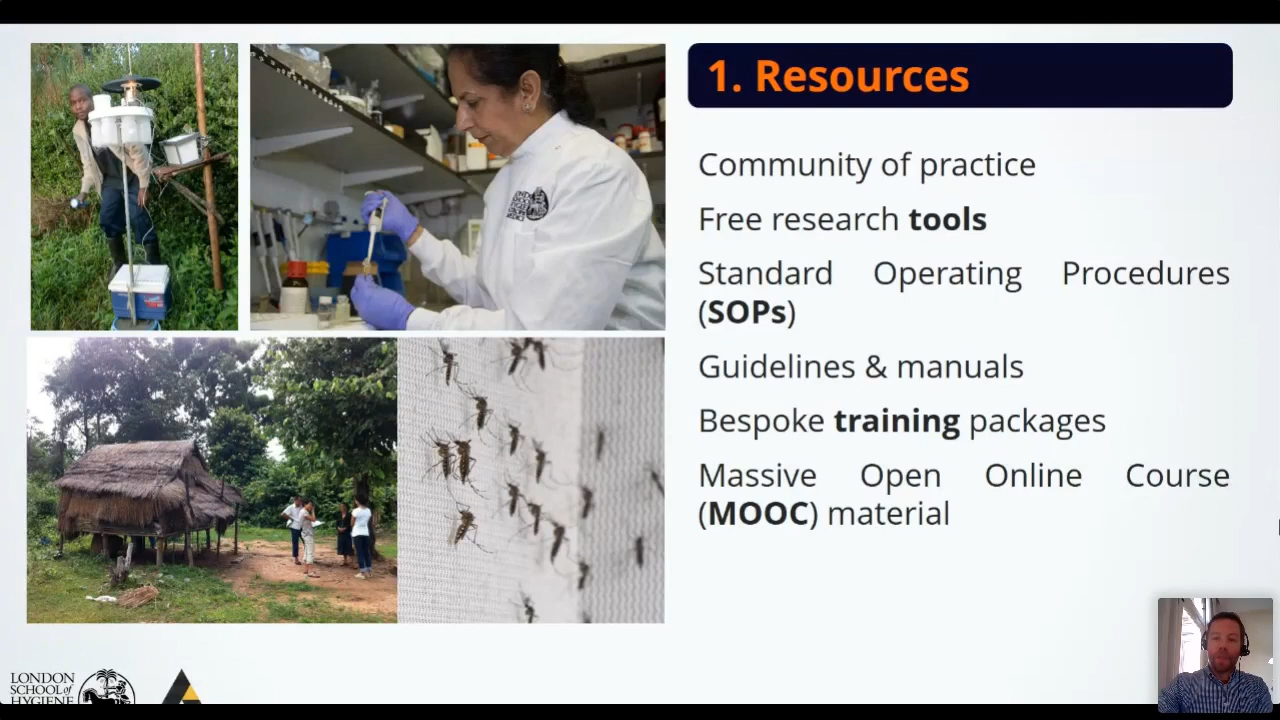 1. Resources
Community of practice
Free research tools
Standard Operating Procedures
(SOPs)
Guidelines & manuals
Bespoke training packages
Massive Open Online Course
(MOOC) material
LONDON
SCHOOL of
HYGIENE